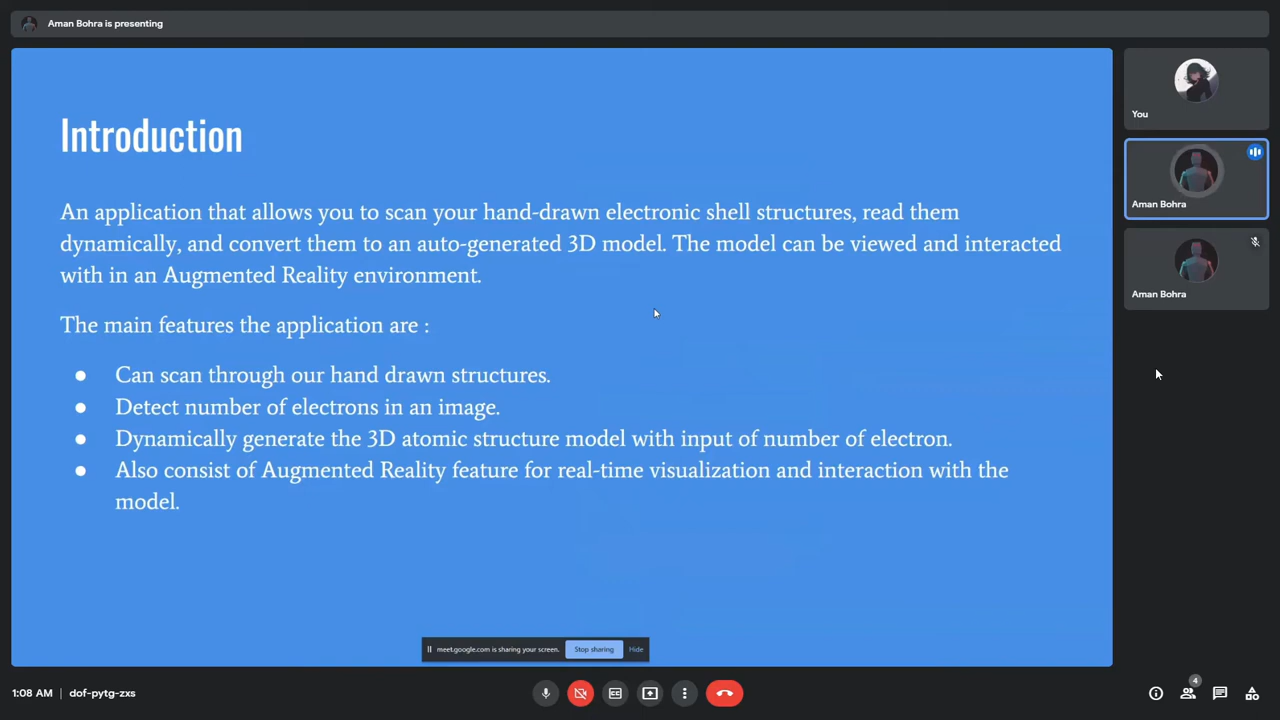 Aman Bohra is presenting
Introduction
An application that allows you to scan your hand-drawn electronic shell structures, read them
dynamically, and convert them to an auto-generated 3D model. The model can be viewed and interacted
with in an Augmented Reality environment.
The main features the application are :
● Can scan through our hand drawn structures.
● Detect number of electrons in an image.
● Dynamically generate the 3D atomic structure model with input of number of electron.
● Also consist of Augmented Reality feature for real-time visualization and interaction with the
model.
You
Aman Bohra
Aman Bohra
meet.google.com is sharing your screen.
Stop sharing
Hide
1:08 AM | dof-pytg-zxs
4